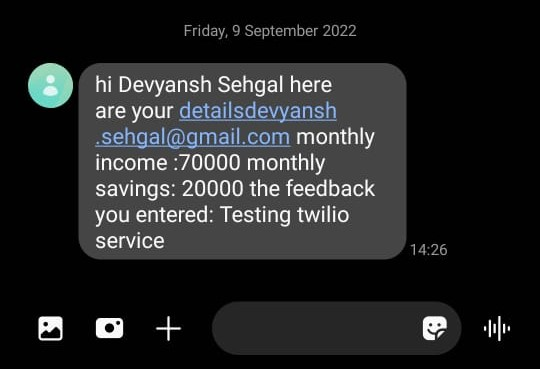 Friday, 9 September 2022
hi Devyansh Sehgal here
are your detailsdevyansh
.sehgal@gmail.com monthly
income :70000 monthly
savings: 20000 the feedback
you entered: Testing twilio
service
14:26